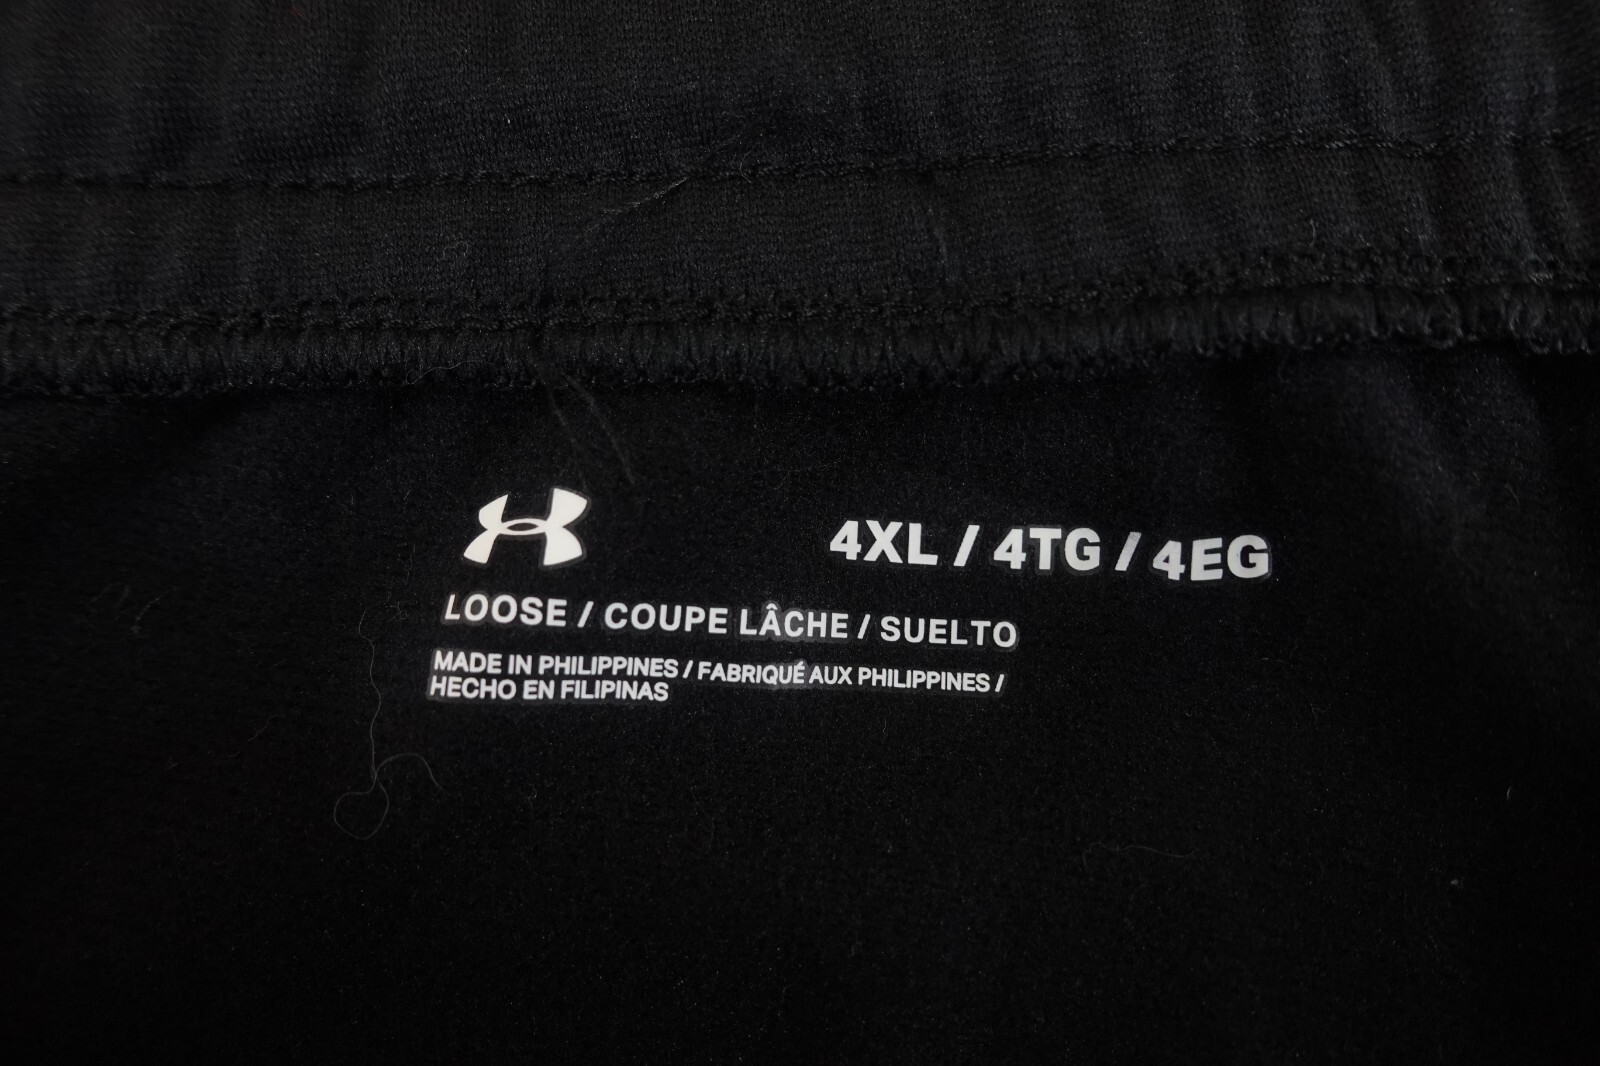 4XL / 4TG / 4EG
LOOSE / COUPE LÂCHE / SUELTO
MADE IN PHILIPPINES / FABRIQUÉ AUX PHILIPPINES /
HECHO EN FILIPINAS